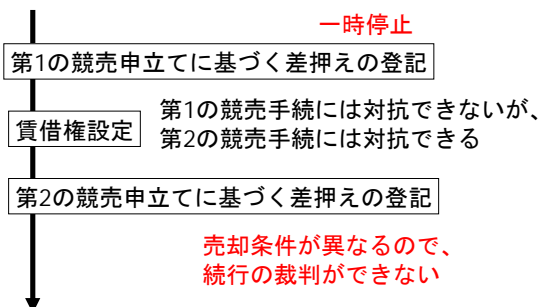 一時停止
第1の競売申立てに基づく差押えの登記
賃借権設定
第1の競売手続には対抗できないが、
第2の競売手続には対抗できる
第2の競売申立てに基づく差押えの登記
売却条件が異なるので、
続行の裁判ができない